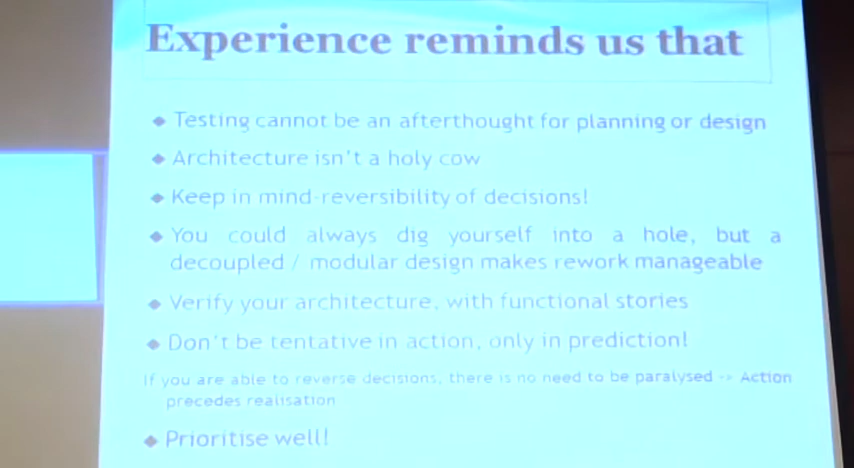 Experience reminds us that
◆ Testing cannot be an afterthought for planning or design
◆ Architecture isn't a holy cow
◆ Keep in mind-reversibility of decisions!
◆ You could always dig yourself into a hole, but a
decoupled / modular design makes rework manageable
◆ Verify your architecture, with functional stories
◆ Don't be tentative in action, only in prediction!
If you are able to reverse decisions, there is no need to be paralysed -> Action
precedes realisation
◆ Prioritise well!